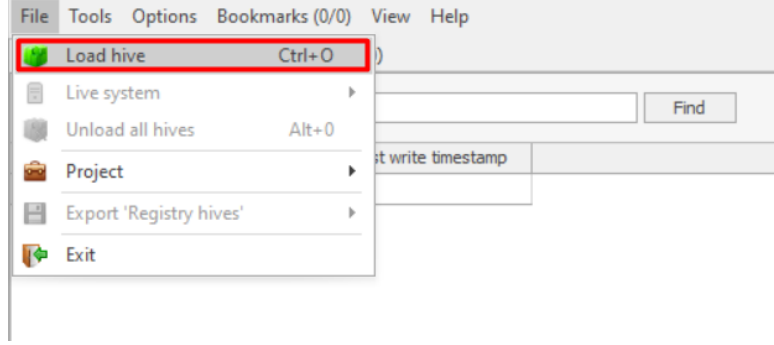 File Tools Options Bookmarks (0/0) View Help
Load hive Ctrl+O )
Live system
Find
Unload all hives Alt+0
Project
write timestamp
Export 'Registry hives'
Exit